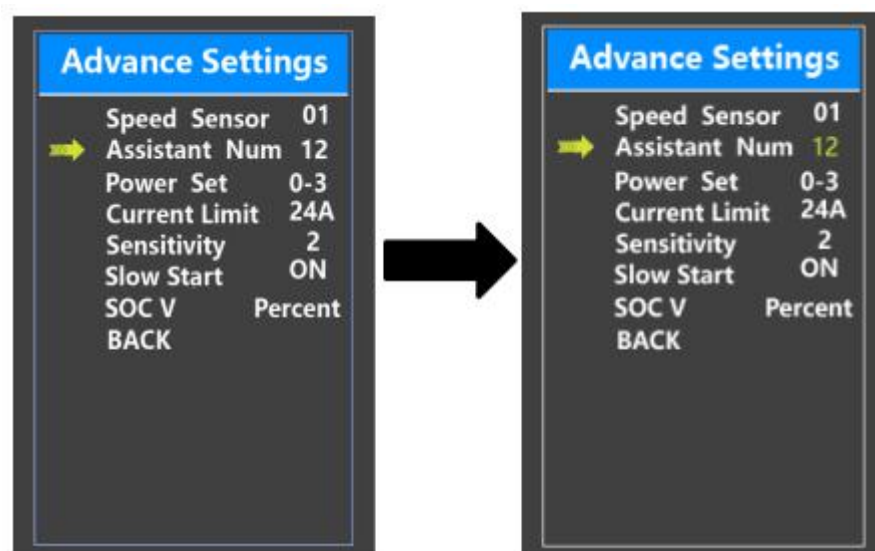 Advance Settings
Speed Sensor 01
Assistant Num 12
Power Set 0-3
Current Limit 24A
Sensitivity 2
Slow Start ON
SOC V Percent
BACK
Advance Settings
Speed Sensor 01
Assistant Num 12
Power Set 0-3
Current Limit 24A
Sensitivity 2
Slow Start ON
SOC V Percent
BACK